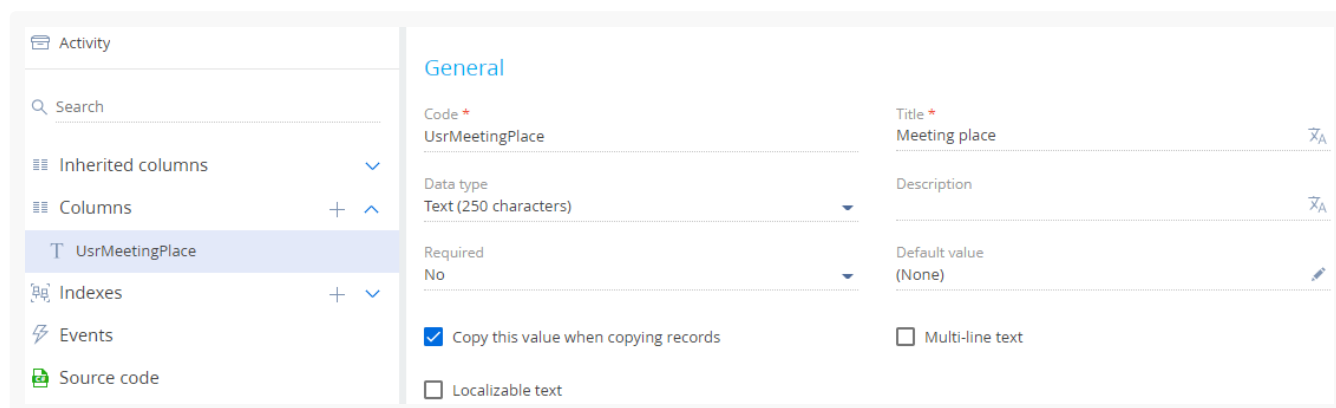 Activity
Search
Inherited columns
Columns
UsrMeetingPlace
Indexes
Events
Source code
General
Code *
UsrMeetingPlace
Title *
Meeting place
Data type
Text (250 characters)
Description
Required
No
Default value
(None)
Copy this value when copying records
Multi-line text
Localizable text